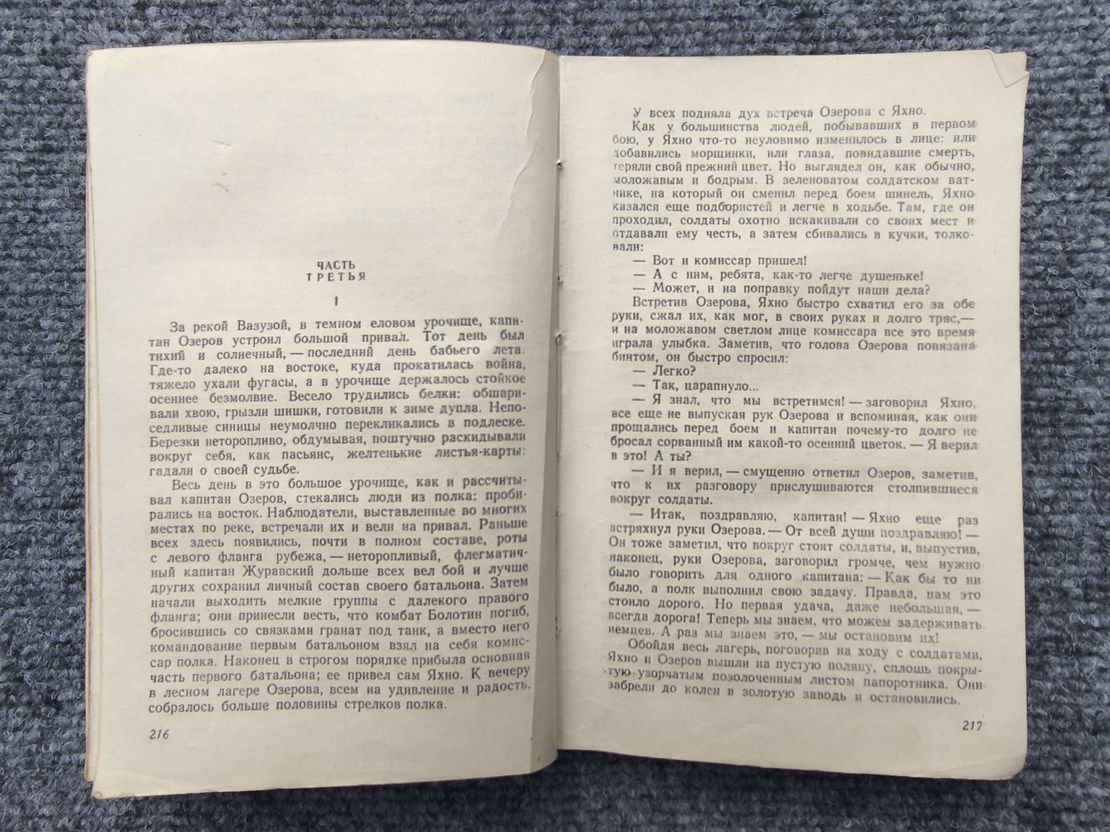 ЧАСТЬ
ТРЕТЬЯ
1
За рекой Вазузой, в темном еловом урочище, капи-
тан Озеров устроил большой привал. Тот день был
тихий и солнечный, — последний день бабьего лета.
Где-то далеко на востоке, куда прокатилась война,
тяжело ухали фугасы, а в урочище держалось стойкое
осеннее безмолвие. Весело трудились белки: обшари-
вали хвою, грызли шишки, готовили к зиме дупла. Непо-
седливые синицы неумолчно перекликались в подлеске.
Березки неторопливо, обдумывая, поштучно раскидывали
вокруг себя, как пасьянс, желтенькие листья-карты:
гадали о своей судьбе.
Весь день в это большое урочище, как и рассчиты-
вал капитан Озеров, стекались люди из полка: проби-
рались на восток. Наблюдатели, выставленные во многих
местах по реке, встречали их и вели на привал. Раньше
всех здесь появились, почти в полном составе, роты
с левого фланга рубежа, — неторопливый, флегматич-
ный капитан Журавский дольше всех вел бой и лучше
других сохранил личный состав своего батальона. Затем
начали выходить мелкие группы с далекого правого
фланга; они принесли весть, что комбат Болотин погиб,
бросившись со связками гранат под танк, а вместо него
командование первым батальоном взял на себя комис-
сар полка. Наконец в строгом порядке прибыла основная
часть первого батальона; ее привел сам Яхно. К вечеру
в лесном лагере Озерова, всем на удивление и радость,
собралось больше половины стрелков полка.
216
У всех подняла дух встреча Озерова с Яхно.
Как у большинства людей, побывавших в первом
бою, у Яхно что-то неуловимо изменилось в лице: или
добавились морщинки, или глаза, повидавшие смерть,
теряли свой прежний цвет. Но выглядел он, как обычно,
моложавым и бодрым. В зеленоватом солдатском ват-
нике, на который он сменил перед боем шинель, Яхно
казался еще подбористей и легче в ходьбе. Там, где он
проходил, солдаты охотно вскакивали со своих мест и
отдавали ему честь, а затем сбивались в кучки, толко-
вали:
— Вот и комиссар пришел!
— А с ним, ребята, как-то легче душеньке!
— Может, и на поправку пойдут наши дела?
Встретив Озерова, Яхно быстро схватил его за обе
руки, сжал их, как мог, в своих руках и долго тряс,—
и на моложавом светлом лице комиссара все это время
играла улыбка. Заметив, что голова Озерова повязана
бинтом, он быстро спросил:
— Легко?
— Так, царапнуло...
— Я знал, что мы встретимся! — заговорил Яхно,
все еще не выпуская рук Озерова и вспоминая, как они
прощались перед боем и капитан почему-то долго не
бросал сорванный им какой-то осенний цветок. — Я верил
в это! А ты?
— И я верил, — смущенно ответил Озеров, заметив,
что к их разговору прислушиваются столпившиеся
вокруг солдаты.
— Итак, поздравляю, капитан! — Яхно еще раз
встряхнул руки Озерова. — От всей души поздравляю! —
Он тоже заметил, что вокруг стоят солдаты, и, выпустив,
наконец, руки Озерова, заговорил громче, чем нужно
было говорить для одного капитана: — Как бы то ни
было, а полк выполнил свою задачу. Правда, нам это
стоило дорого. Но первая удача, даже небольшая, —
всегда дорога! Теперь мы знаем, что можем задерживать
немцев. А раз мы знаем это, — мы остановим их!
Обойдя весь лагерь, поговорив на ходу с солдатами,
Яхно и Озеров вышли на пустую поляну, сплошь покры-
тую узорчатым позолоченным листом папоротника. Они
забрели до колен в золотую заводь и остановились.
217